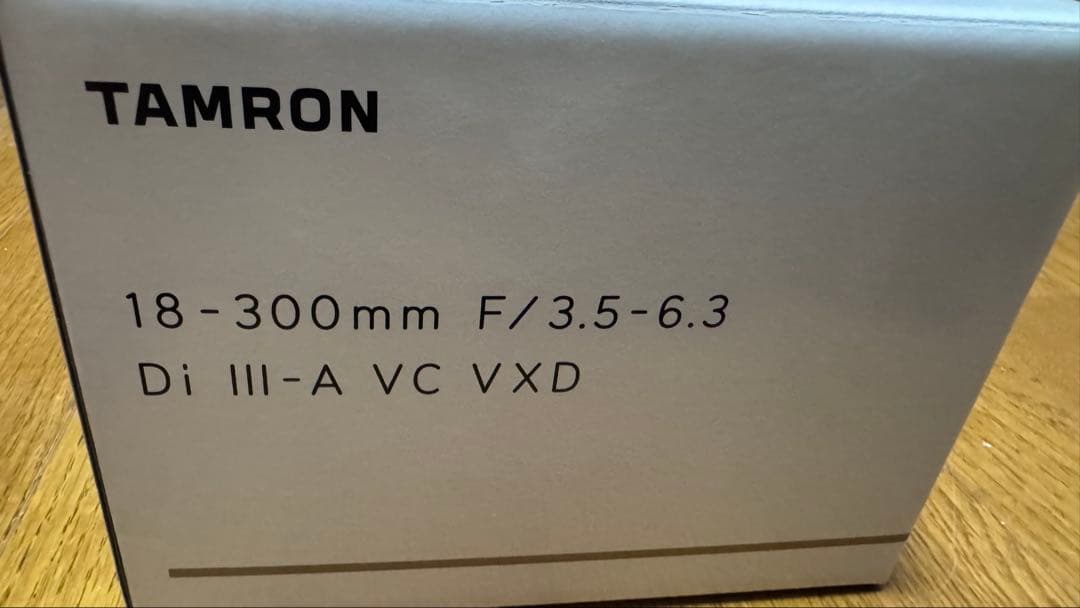 TAMRON
18-300mm F/3.5-6.3
Di III-A VC VXD